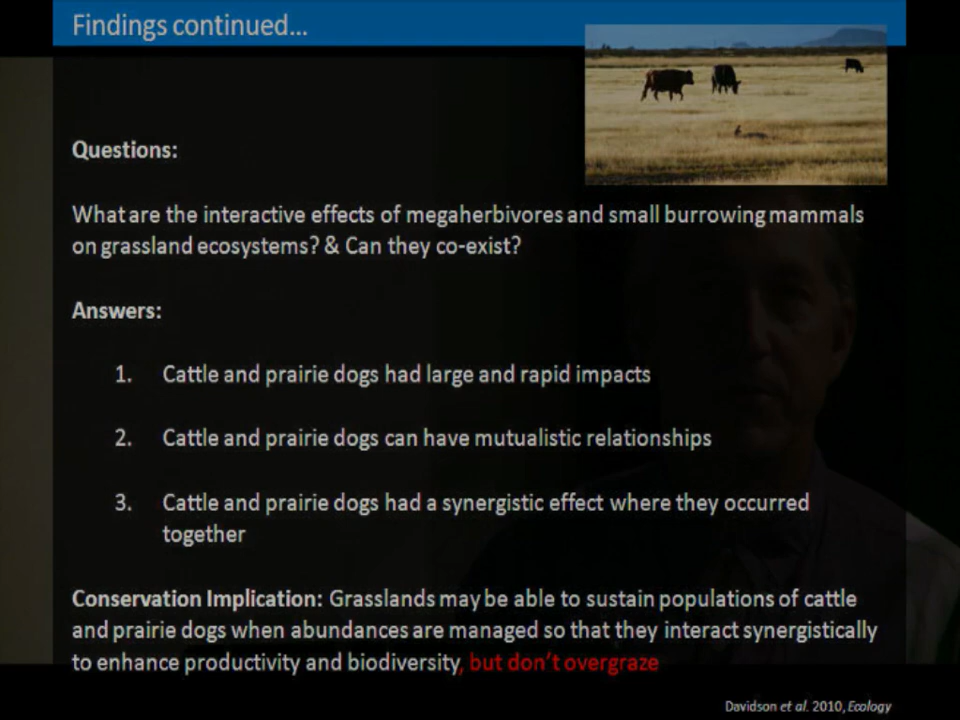 Findings continued...
Questions:
What are the interactive effects of megaherbivores and small burrowing mammals
on grassland ecosystems? & Can they co-exist?
Answers:
1. Cattle and prairie dogs had large and rapid impacts
2. Cattle and prairie dogs can have mutualistic relationships
3. Cattle and prairie dogs had a synergistic effect where they occurred
together
Conservation Implication: Grasslands may be able to sustain populations of cattle
and prairie dogs when abundances are managed so that they interact synergistically
to enhance productivity and biodiversity, but don't overgraze
Davidson et al. 2010, Ecology